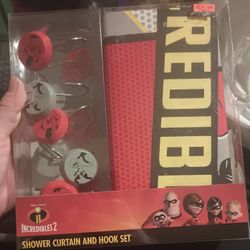 REDIBL
INCREDIBLES 2
SHOWER CURTAIN AND HOOK SET